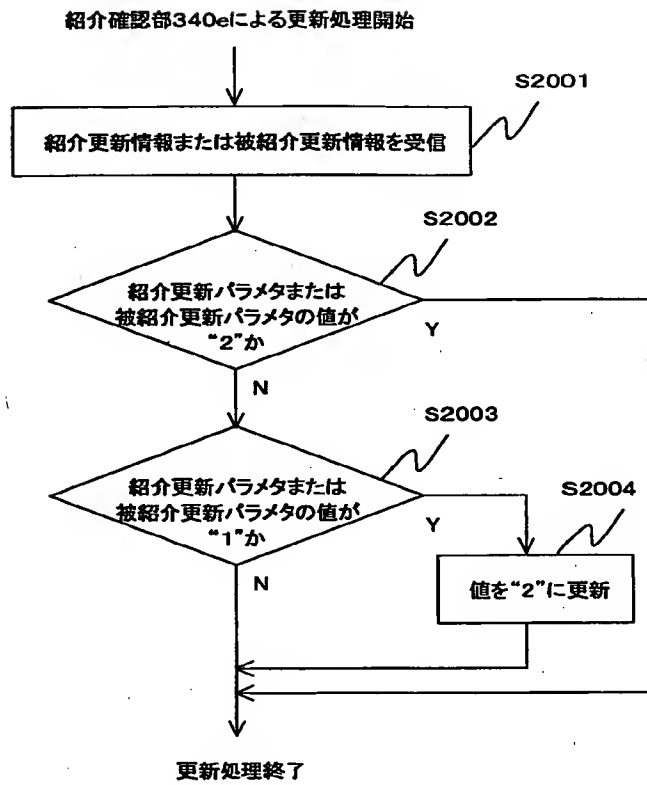 紹介確認部340eによる更新処理開始
S2001
紹介更新情報または被紹介更新情報を受信
S2002
紹介更新パラメタまたは
被紹介更新パラメタの値が
“2”か
Y
N
S2003
紹介更新パラメタまたは
被紹介更新パラメタの値が
“1”か
Y
N
S2004
値を“2”に更新
更新処理終了